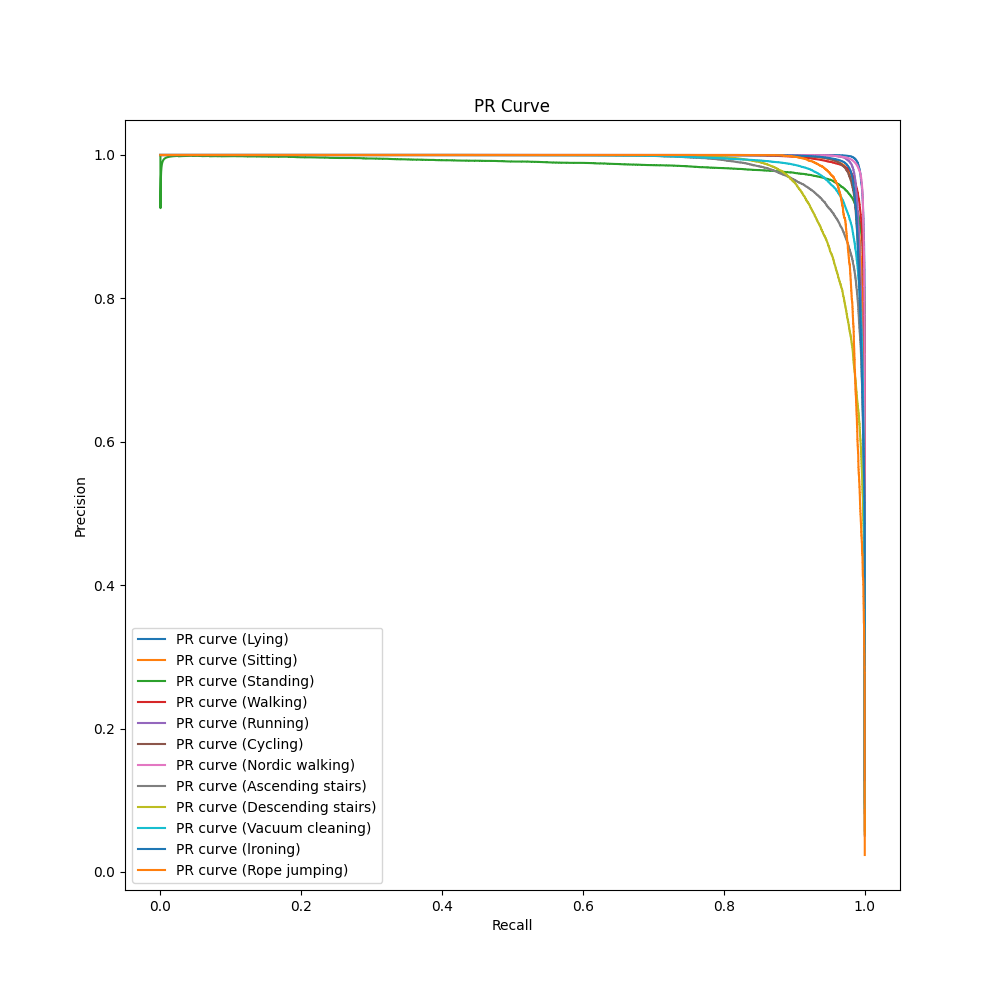 PR Curve
1.0
0.8
0.6
0.4
0.2
0.0
Precision
PR curve (Lying)
PR curve (Sitting)
PR curve (Standing)
PR curve (Walking)
PR curve (Running)
PR curve (Cycling)
PR curve (Nordic walking)
PR curve (Ascending stairs)
PR curve (Descending stairs)
PR curve (Vacuum cleaning)
PR curve (lroning)
PR curve (Rope jumping)
0.0 0.2 0.4 0.6 0.8 1.0
Recall